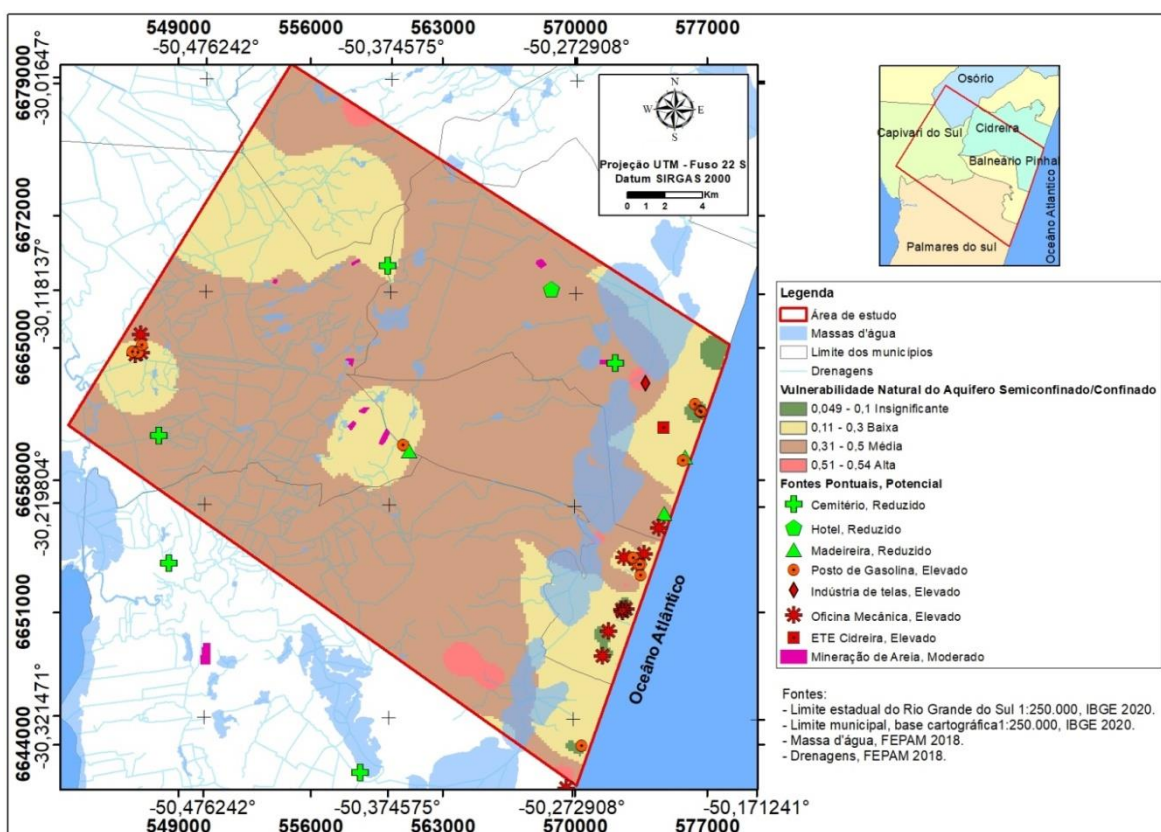 549000 556000 563000 570000 577000
-50,476242° -50,374575° -50,272908°
6679000
-30,01647°
6672000
-30,118137°
6665000
6658000
-30,219804°
6651000
-30,321471°
6644000
N
W E
S
Projeção UTM - Fuso 22 S
Datum SIRGAS 2000
Km
0 1 2 4
Oceâno Atlântico
-50,476242° -50,374575° -50,272908° -50,171241°
549000 556000 563000 570000 577000
Osório
Capivari do Sul
Cidreira
Balneário Pinhal
Palmares do sul
Oceâno Atlantico
Legenda
Área de estudo
Massas d'água
Limite dos municípios
Drenagens
Vulnerabilidade Natural do Aquifero Semiconfinado/Confinado
0,049 - 0,1 Insignificante
0,11 - 0,3 Baixa
0,31 - 0,5 Média
0,51 - 0,54 Alta
Fontes Pontuais, Potencial
Cemitério, Reduzido
Hotel, Reduzido
Madeireira, Reduzido
Posto de Gasolina, Elevado
Indústria de telas, Elevado
Oficina Mecânica, Elevado
ETE Cidreira, Elevado
Mineração de Areia, Moderado
Fontes:
- Limite estadual do Rio Grande do Sul 1:250.000, IBGE 2020.
- Limite municipal, base cartográfica1:250.000, IBGE 2020.
- Massa d'água, FEPAM 2018.
- Drenagens, FEPAM 2018.